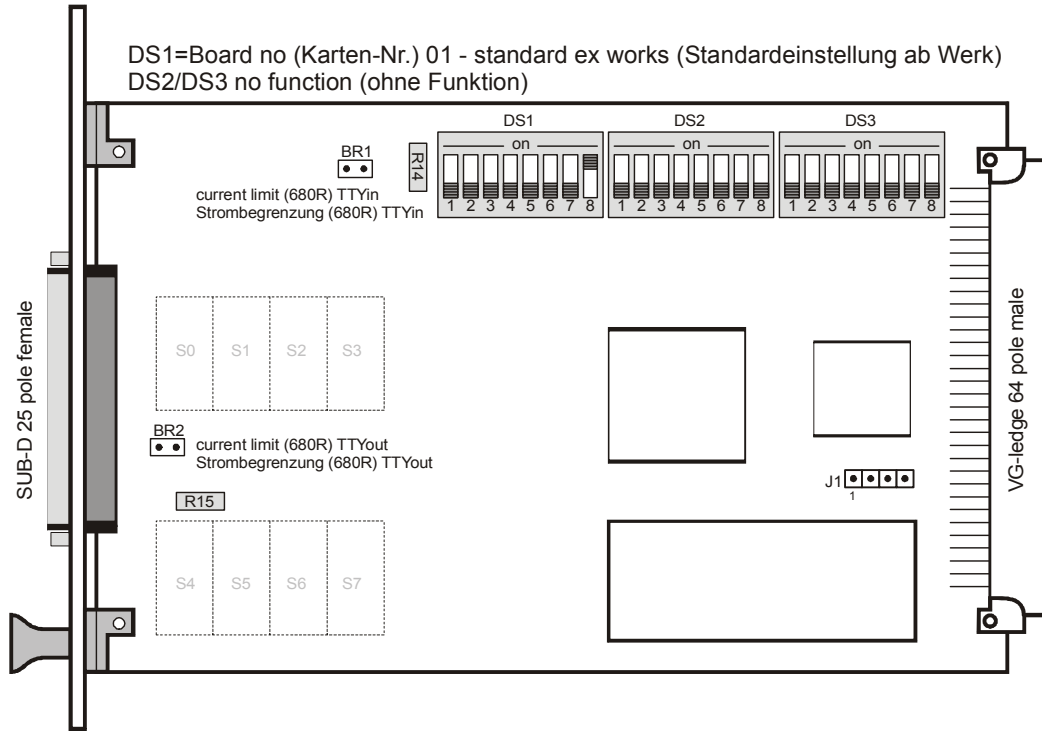 DS1=Board no (Karten-Nr.) 01 - standard ex works (Standardeinstellung ab Werk)
DS2/DS3 no function (ohne Funktion)
DS1
DS2
DS3
on
on
on
1 2 3 4 5 6 7 8
1 2 3 4 5 6 7 8
1 2 3 4 5 6 7 8
BR1
R14
current limit (680R) TTYin
Strombegrenzung (680R) TTYin
SUB-D 25 pole female
S0 S1 S2 S3
BR2
current limit (680R) TTYout
Strombegrenzung (680R) TTYout
R15
S4 S5 S6 S7
J1
1
VG-ledge 64 pole male